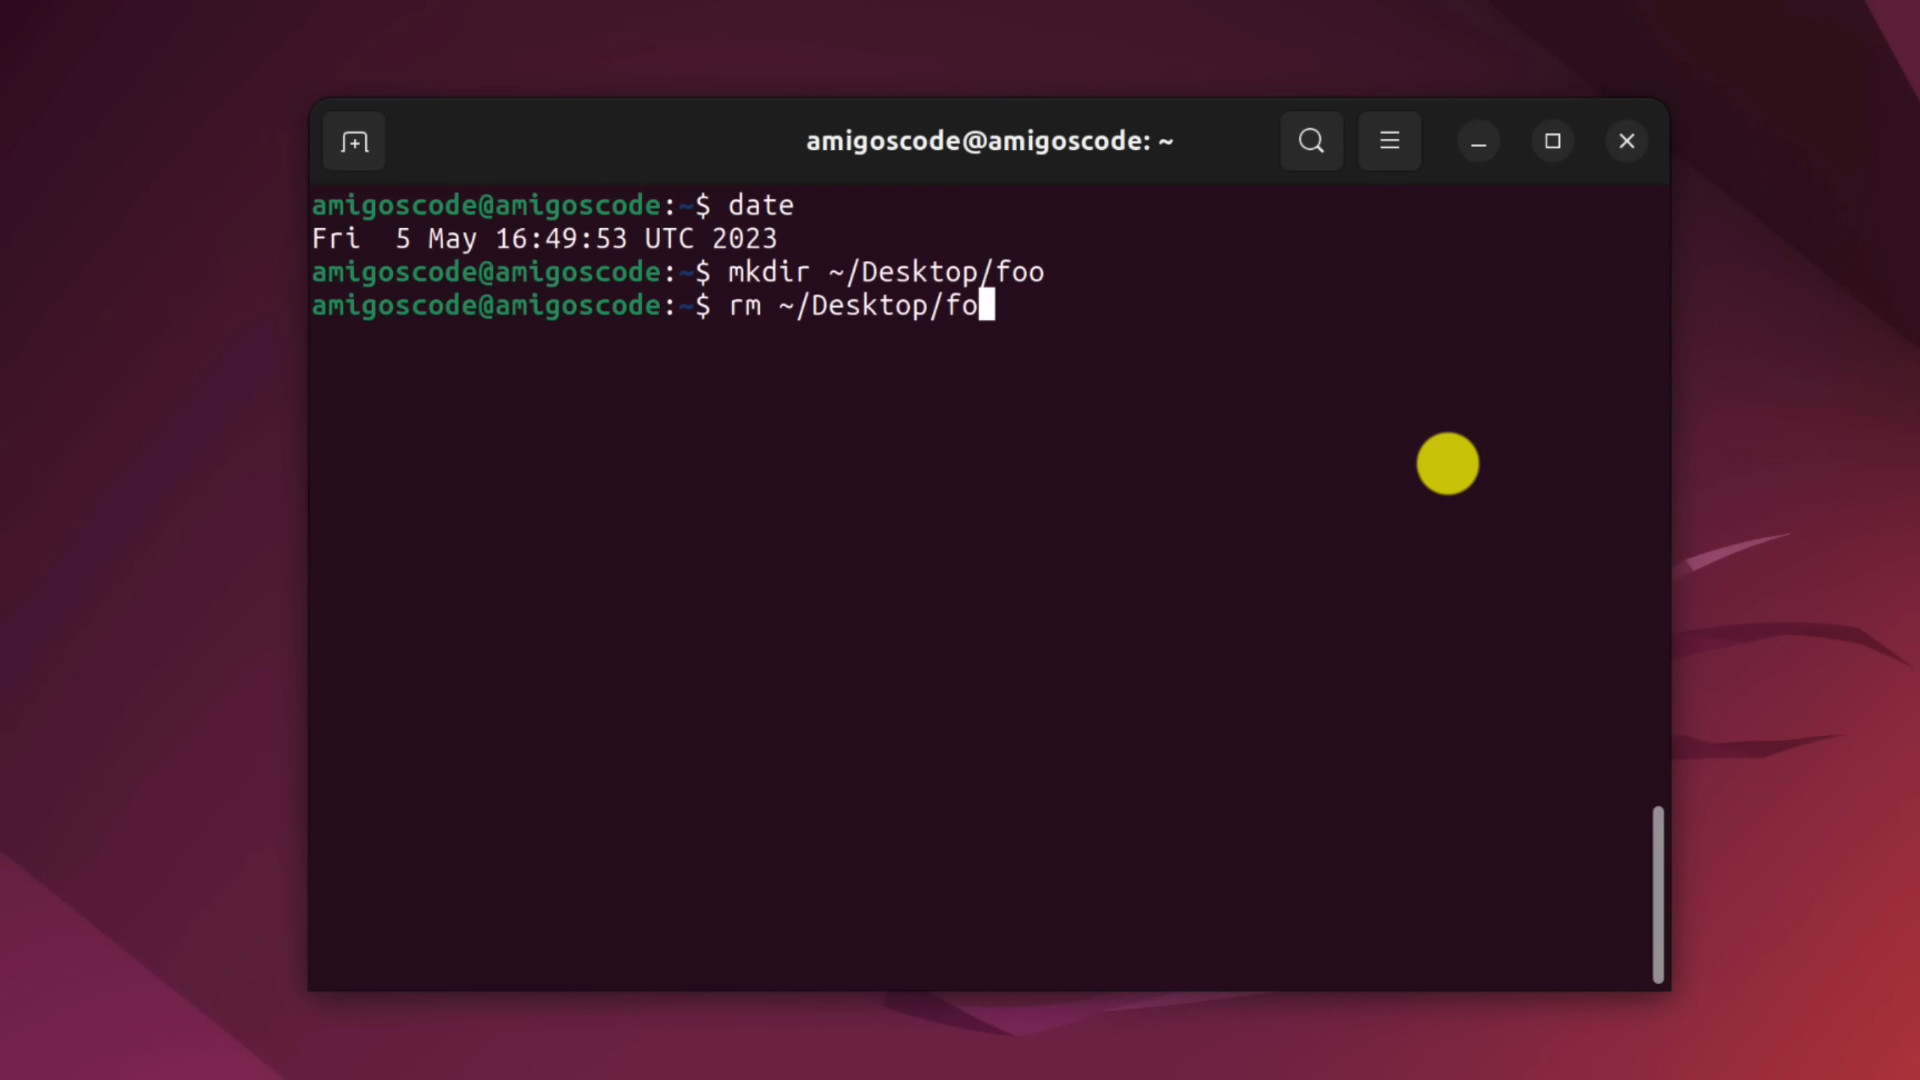 amigoscode@amigoscode: ~
amigoscode@amigoscode:~$ date
Fri  5 May 16:49:53 UTC 2023
amigoscode@amigoscode:~$ mkdir ~/Desktop/foo
amigoscode@amigoscode:~$ rm ~/Desktop/fo